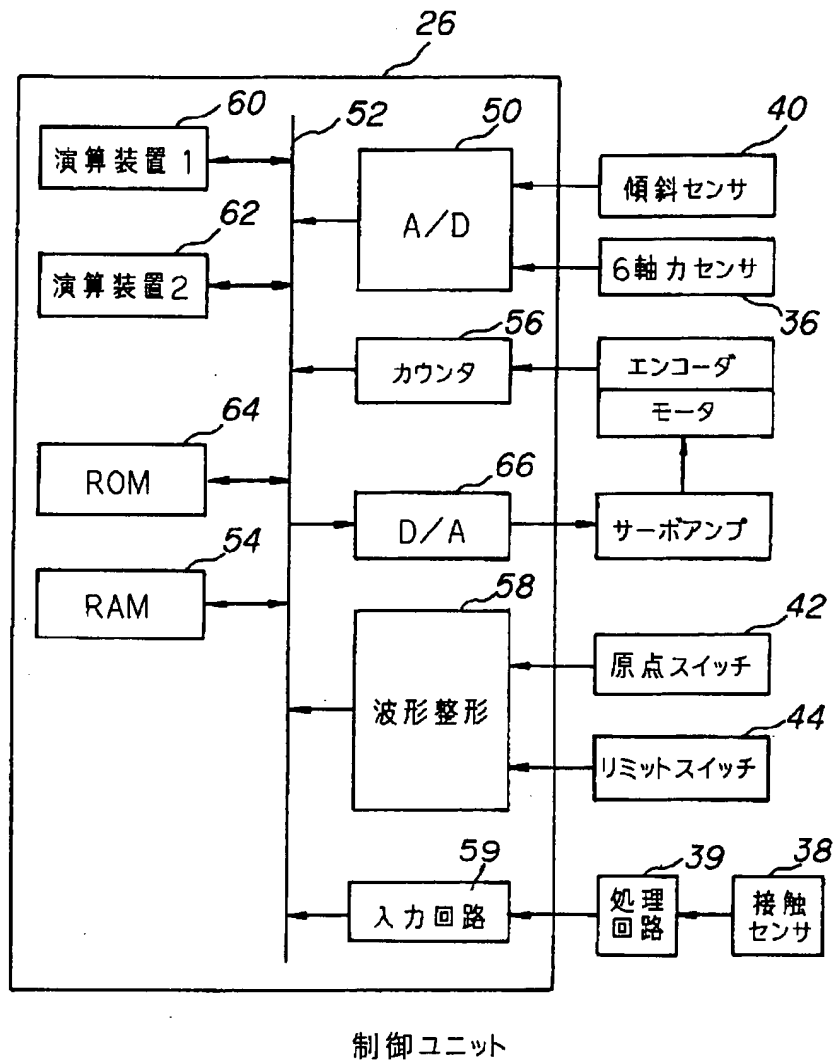 26
60
52
50
40
演算装置1
A/D
傾斜センサ
62
演算装置2
6軸力センサ
36
56
カウンタ
エンコーダ
モータ
64
ROM
66
D/A
サーボアンプ
54
RAM
58
波形整形
42
原点スイッチ
44
リミットスイッチ
59
入力回路
39
処理
回路
38
接触
センサ
制御ユニット